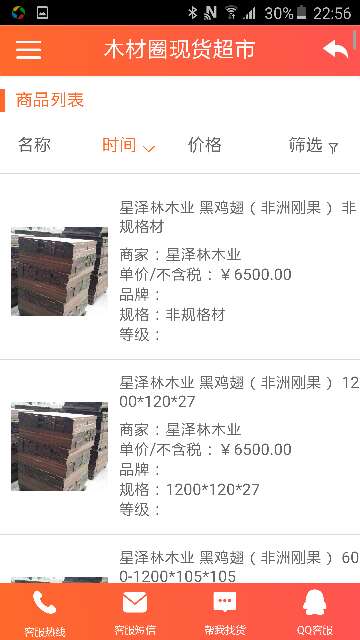 30% 22:56
木材圈现货超市
商品列表
名称 时间 价格 筛选
星泽林木业 黑鸡翅（非洲刚果）非
规格材
商家：星泽林木业
单价/不含税：￥6500.00
品牌：
规格：非规格材
等级：
星泽林木业 黑鸡翅（非洲刚果）12
00*120*27
商家：星泽林木业
单价/不含税：￥6500.00
品牌：
规格：1200*120*27
等级：
星泽林木业 黑鸡翅（非洲刚果）60
0-1200*105*105
客服热线 客服短信 帮我找货 QQ客服